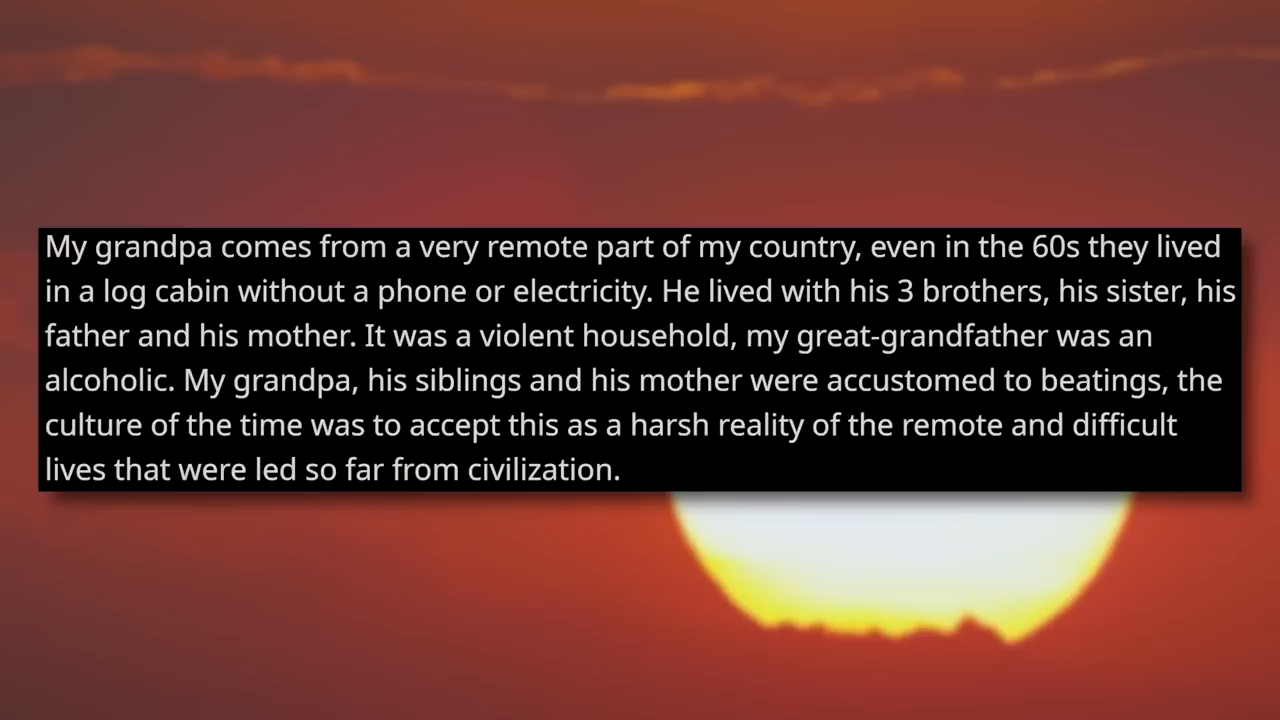 My grandpa comes from a very remote part of my country, even in the 60s they lived
in a log cabin without a phone or electricity. He lived with his 3 brothers, his sister, his
father and his mother. It was a violent household, my great-grandfather was an
alcoholic. My grandpa, his siblings and his mother were accustomed to beatings, the
culture of the time was to accept this as a harsh reality of the remote and difficult
lives that were led so far from civilization.